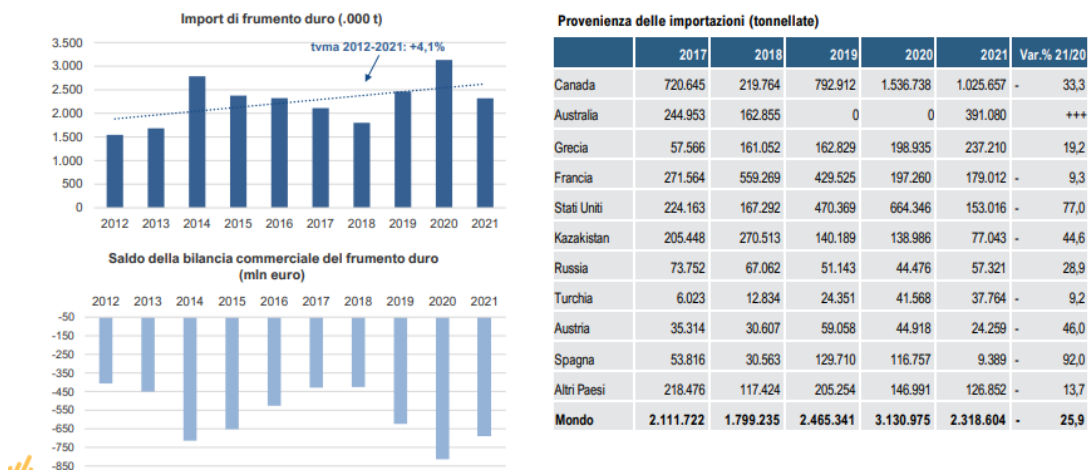 Import di frumento duro (.000 t)
3.500
3.000
2.500
2.000
1.500
1.000
500
0
tvma 2012-2021: +4,1%
2012 2013 2014 2015 2016 2017 2018 2019 2020 2021
Saldo della bilancia commerciale del frumento duro
(mln euro)
2012 2013 2014 2015 2016 2017 2018 2019 2020 2021
-50
-150
-250
-350
-450
-550
-650
-750
-850
Provenienza delle importazioni (tonnellate)
2017 2018 2019 2020 2021 Var.% 21/20
Canada 720.645 219.764 792.912 1.536.738 1.025.657 - 33,3
Australia 244.953 162.855 0 0 391.080 +++
Grecia 57.566 161.052 162.829 198.935 237.210 19,2
Francia 271.564 559.269 429.525 197.260 179.012 - 9,3
Stati Uniti 224.163 167.292 470.369 664.346 153.016 - 77,0
Kazakistan 205.448 270.513 140.189 138.986 77.043 - 44,6
Russia 73.752 67.062 51.143 44.476 57.321 28,9
Turchia 6.023 12.834 24.351 41.568 37.764 - 9,2
Austria 35.314 30.607 59.058 44.918 24.259 - 46,0
Spagna 53.816 30.563 129.710 116.757 9.389 - 92,0
Altri Paesi 218.476 117.424 205.254 146.991 126.852 - 13,7
Mondo 2.111.722 1.799.235 2.465.341 3.130.975 2.318.604 - 25,9